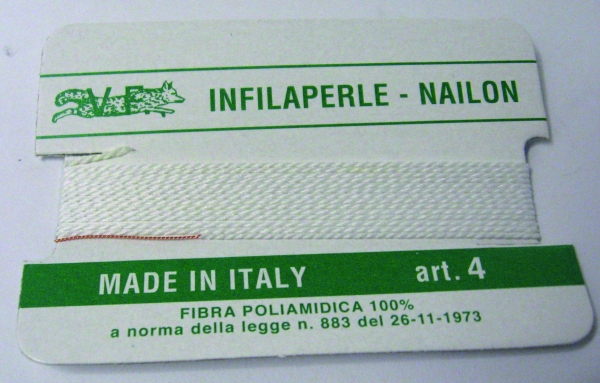 VF
INFILAPERLE - NAILON
MADE IN ITALY art. 4
FIBRA POLIAMIDICA 100%
a norma della legge n. 883 del 26-11-1973